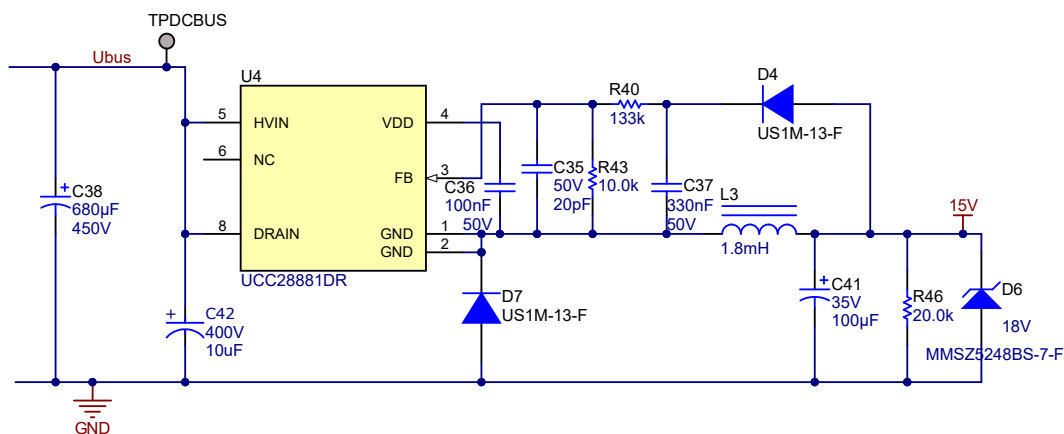 TPDCBUS
Ubus
U4
5
HVIN
6
NC
8
DRAIN
VDD
4
FB
3
GND
1
GND
2
UCC28881DR
C38
680µF
450V
C42
400V
10uF
GND
C36
100nF
50V
C35
50V
20pF
R43
10.0k
R40
133k
C37
330nF
50V
D4
US1M-13-F
D7
US1M-13-F
L3
1.8mH
15V
C41
35V
100µF
R46
20.0k
D6
18V
MMSZ5248BS-7-F